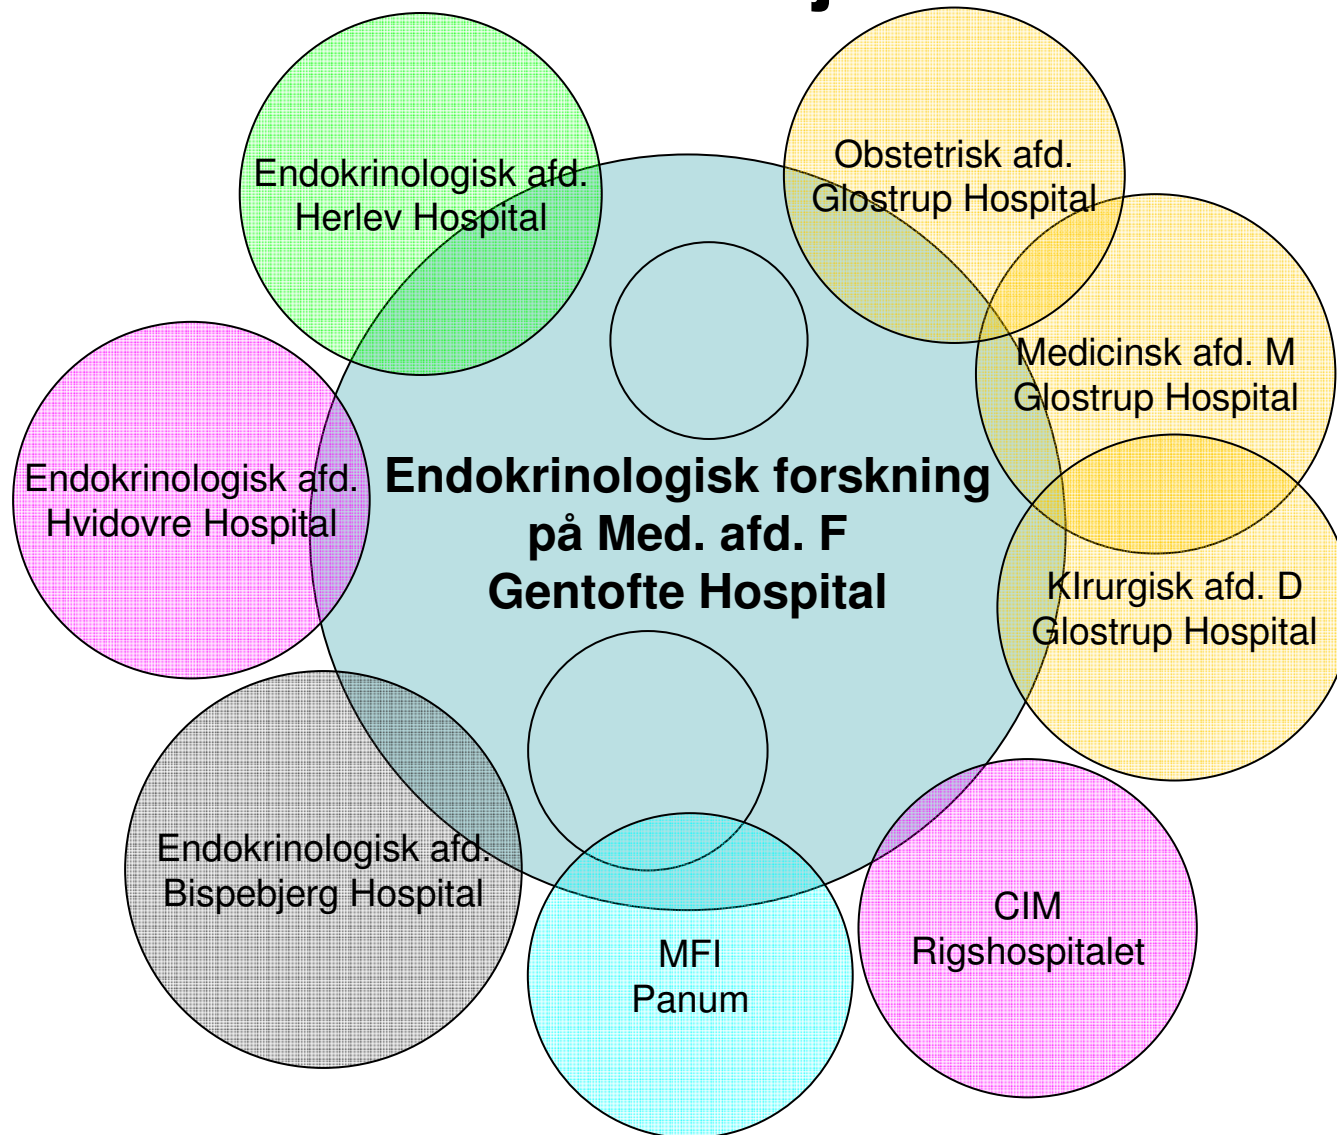 Endokrinologisk afd.
Herlev Hospital
Obstetrisk afd.
Glostrup Hospital
Medicinsk afd. M
Glostrup Hospital
Endokrinologisk afd.
Hvidovre Hospital
Endokrinologisk forskning
på Med. afd. F
Gentofte Hospital
KIrurgisk afd. D
Glostrup Hospital
Endokrinologisk afd.
Bispebjerg Hospital
MFI
Panum
CIM
Rigshospitalet